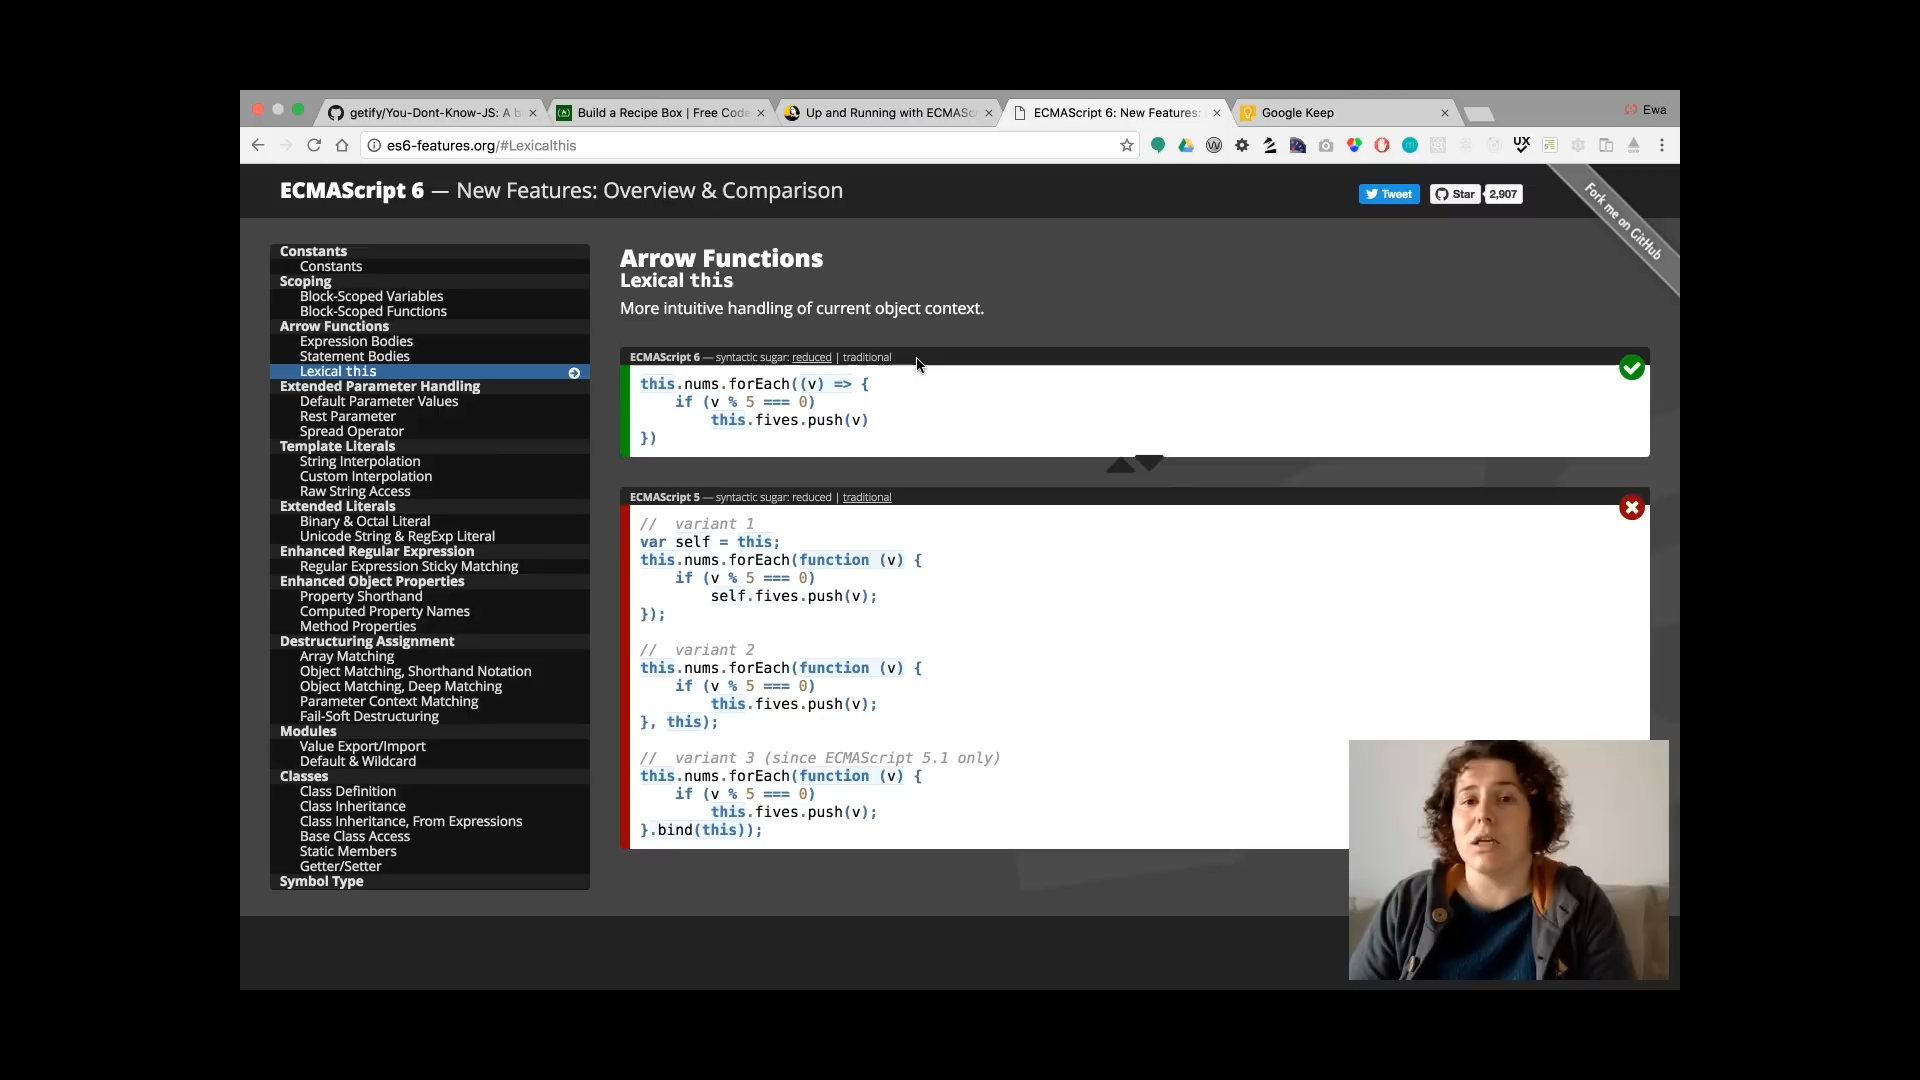 getify/You-Dont-Know-JS: A b
Build a Recipe Box | Free Code
Up and Running with ECMASc
ECMAScript 6: New Features:
Google Keep
Ewa
es6-features.org/#Lexicalthis
UX
ECMAScript 6 — New Features: Overview & Comparison
Tweet
Star
2,907
Fork me on GitHub
Constants
Constants
Scoping
Block-Scoped Variables
Block-Scoped Functions
Arrow Functions
Expression Bodies
Statement Bodies
Lexical this
Extended Parameter Handling
Default Parameter Values
Rest Parameter
Spread Operator
Template Literals
String Interpolation
Custom Interpolation
Raw String Access
Extended Literals
Binary & Octal Literal
Unicode String & RegExp Literal
Enhanced Regular Expression
Regular Expression Sticky Matching
Enhanced Object Properties
Property Shorthand
Computed Property Names
Method Properties
Destructuring Assignment
Array Matching
Object Matching, Shorthand Notation
Object Matching, Deep Matching
Parameter Context Matching
Fail-Soft Destructuring
Modules
Value Export/Import
Default & Wildcard
Classes
Class Definition
Class Inheritance
Class Inheritance, From Expressions
Base Class Access
Static Members
Getter/Setter
Symbol Type
Arrow Functions
Lexical this
More intuitive handling of current object context.
ECMAScript 6 — syntactic sugar: reduced | traditional
this.nums.forEach((v) => {
    if (v % 5 === 0)
        this.fives.push(v)
})
ECMAScript 5 — syntactic sugar: reduced | traditional
//  variant 1
var self = this;
this.nums.forEach(function (v) {
    if (v % 5 === 0)
        self.fives.push(v);
});
//  variant 2
this.nums.forEach(function (v) {
    if (v % 5 === 0)
        this.fives.push(v);
}, this);
//  variant 3 (since ECMAScript 5.1 only)
this.nums.forEach(function (v) {
    if (v % 5 === 0)
        this.fives.push(v);
}.bind(this));